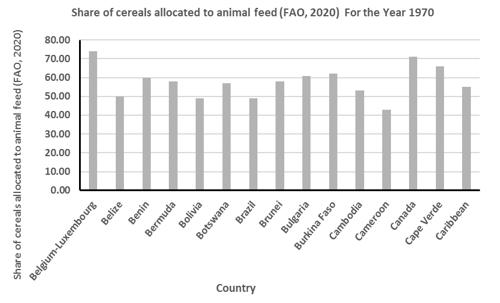 Share of cereals allocated to animal feed (FAO, 2020) For the Year 1970
Share of cereals allocated to animal feed (FAO, 2020)
80.00
70.00
60.00
50.00
40.00
30.00
20.00
10.00
0.00
Belgium-Luxembourg
Belize
Benin
Bermuda
Bolivia
Botswana
Brazil
Brunei
Bulgaria
Burkina Faso
Cambodia
Cameroon
Canada
Cape Verde
Caribbean
Country